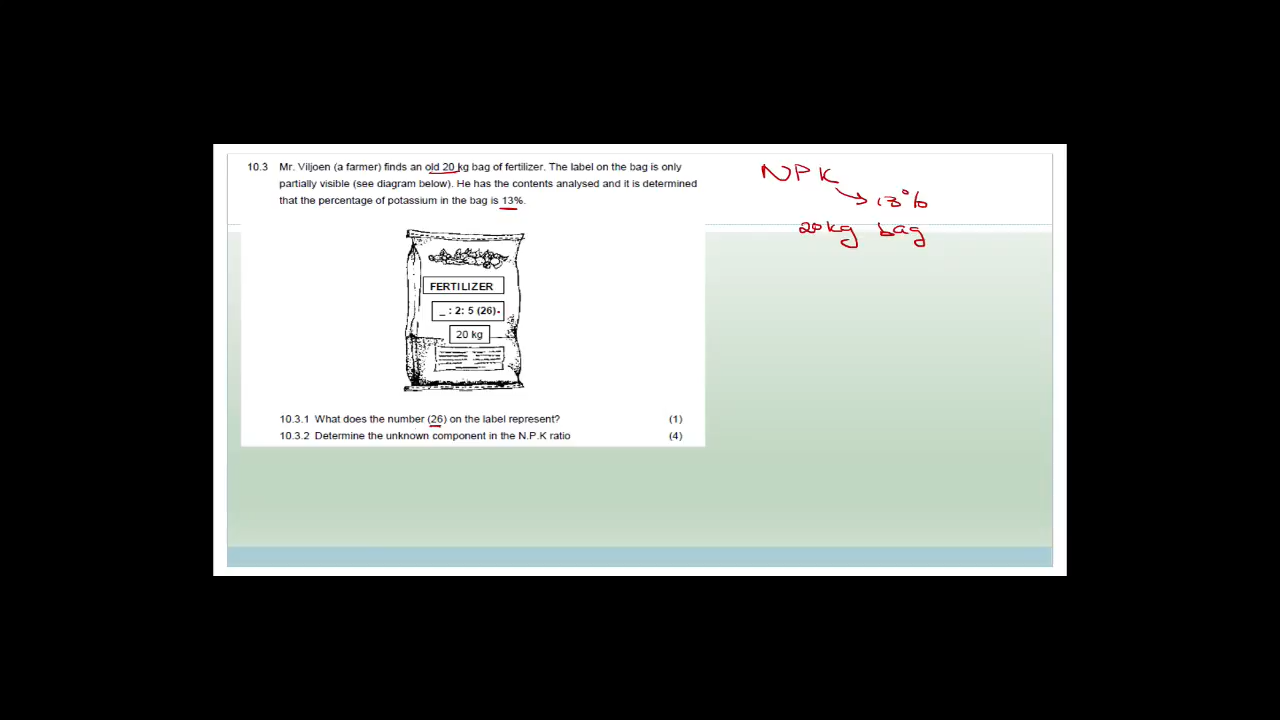 10.3 Mr. Viljoen (a farmer) finds an old 20 kg bag of fertilizer. The label on the bag is only
partially visible (see diagram below). He has the contents analysed and it is determined
that the percentage of potassium in the bag is 13%.
NPK
13%
20kg bag
FERTILIZER
_ : 2: 5 (26)
20 kg
10.3.1 What does the number (26) on the label represent? (1)
10.3.2 Determine the unknown component in the N.P.K ratio (4)